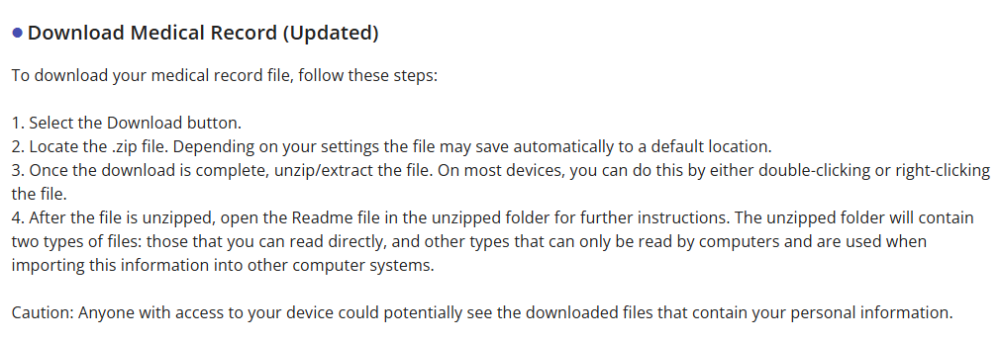 Download Medical Record (Updated)
To download your medical record file, follow these steps:
1. Select the Download button.
2. Locate the .zip file. Depending on your settings the file may save automatically to a default location.
3. Once the download is complete, unzip/extract the file. On most devices, you can do this by either double-clicking or right-clicking
the file.
4. After the file is unzipped, open the Readme file in the unzipped folder for further instructions. The unzipped folder will contain
two types of files: those that you can read directly, and other types that can only be read by computers and are used when
importing this information into other computer systems.
Caution: Anyone with access to your device could potentially see the downloaded files that contain your personal information.